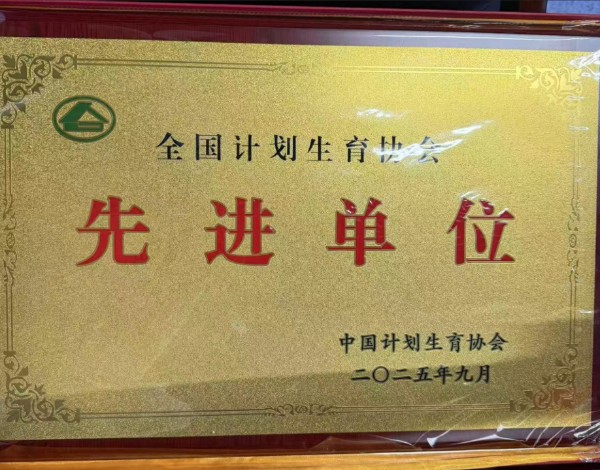 全国计划生育协会
先进单位
中国计划生育协会
二〇二五年九月